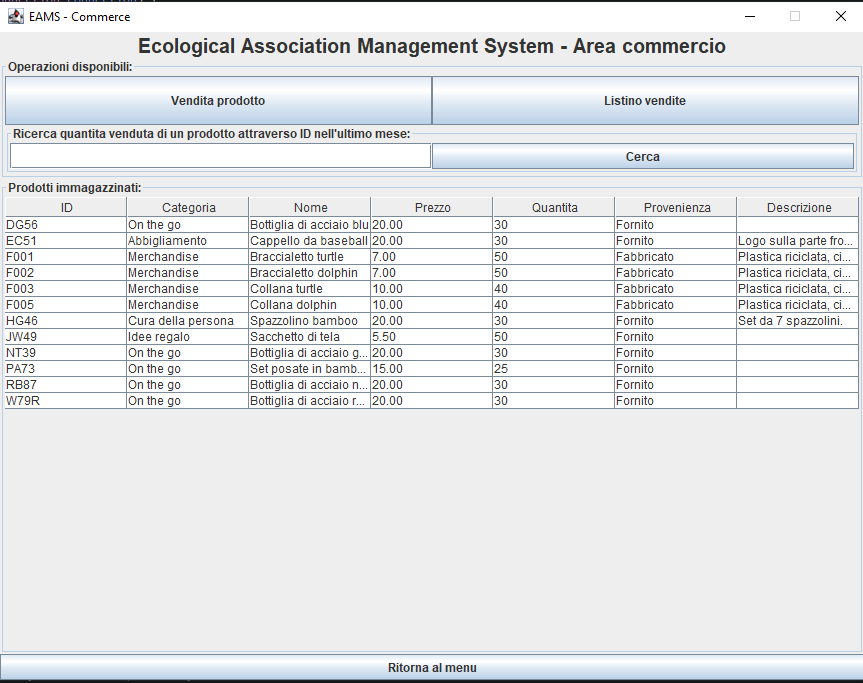 EAMS - Commerce
Ecological Association Management System - Area commercio
Operazioni disponibili:
Vendita prodotto Listino vendite
Ricerca quantita venduta di un prodotto attraverso ID nell'ultimo mese:
Cerca
Prodotti immagazzinati:
ID Categoria Nome Prezzo Quantita Provenienza Descrizione
DG56 On the go Bottiglia di acciaio blu 20.00 30 Fornito
EC51 Abbigliamento Cappello da baseball 20.00 30 Fornito Logo sulla parte fro...
F001 Merchandise Braccialetto turtle 7.00 50 Fabbricato Plastica riciclata, ci...
F002 Merchandise Braccialetto dolphin 7.00 50 Fabbricato Plastica riciclata, ci...
F003 Merchandise Collana turtle 10.00 40 Fabbricato Plastica riciclata, ci...
F005 Merchandise Collana dolphin 10.00 40 Fabbricato Plastica riciclata, ci...
HG46 Cura della persona Spazzolino bamboo 20.00 30 Fornito Set da 7 spazzolini.
JW49 Idee regalo Sacchetto di tela 5.50 50 Fornito
NT39 On the go Bottiglia di acciaio g... 20.00 30 Fornito
PA73 On the go Set posate in bamb... 15.00 25 Fornito
RB87 On the go Bottiglia di acciaio n... 20.00 30 Fornito
W79R On the go Bottiglia di acciaio r... 20.00 30 Fornito
Ritorna al menu